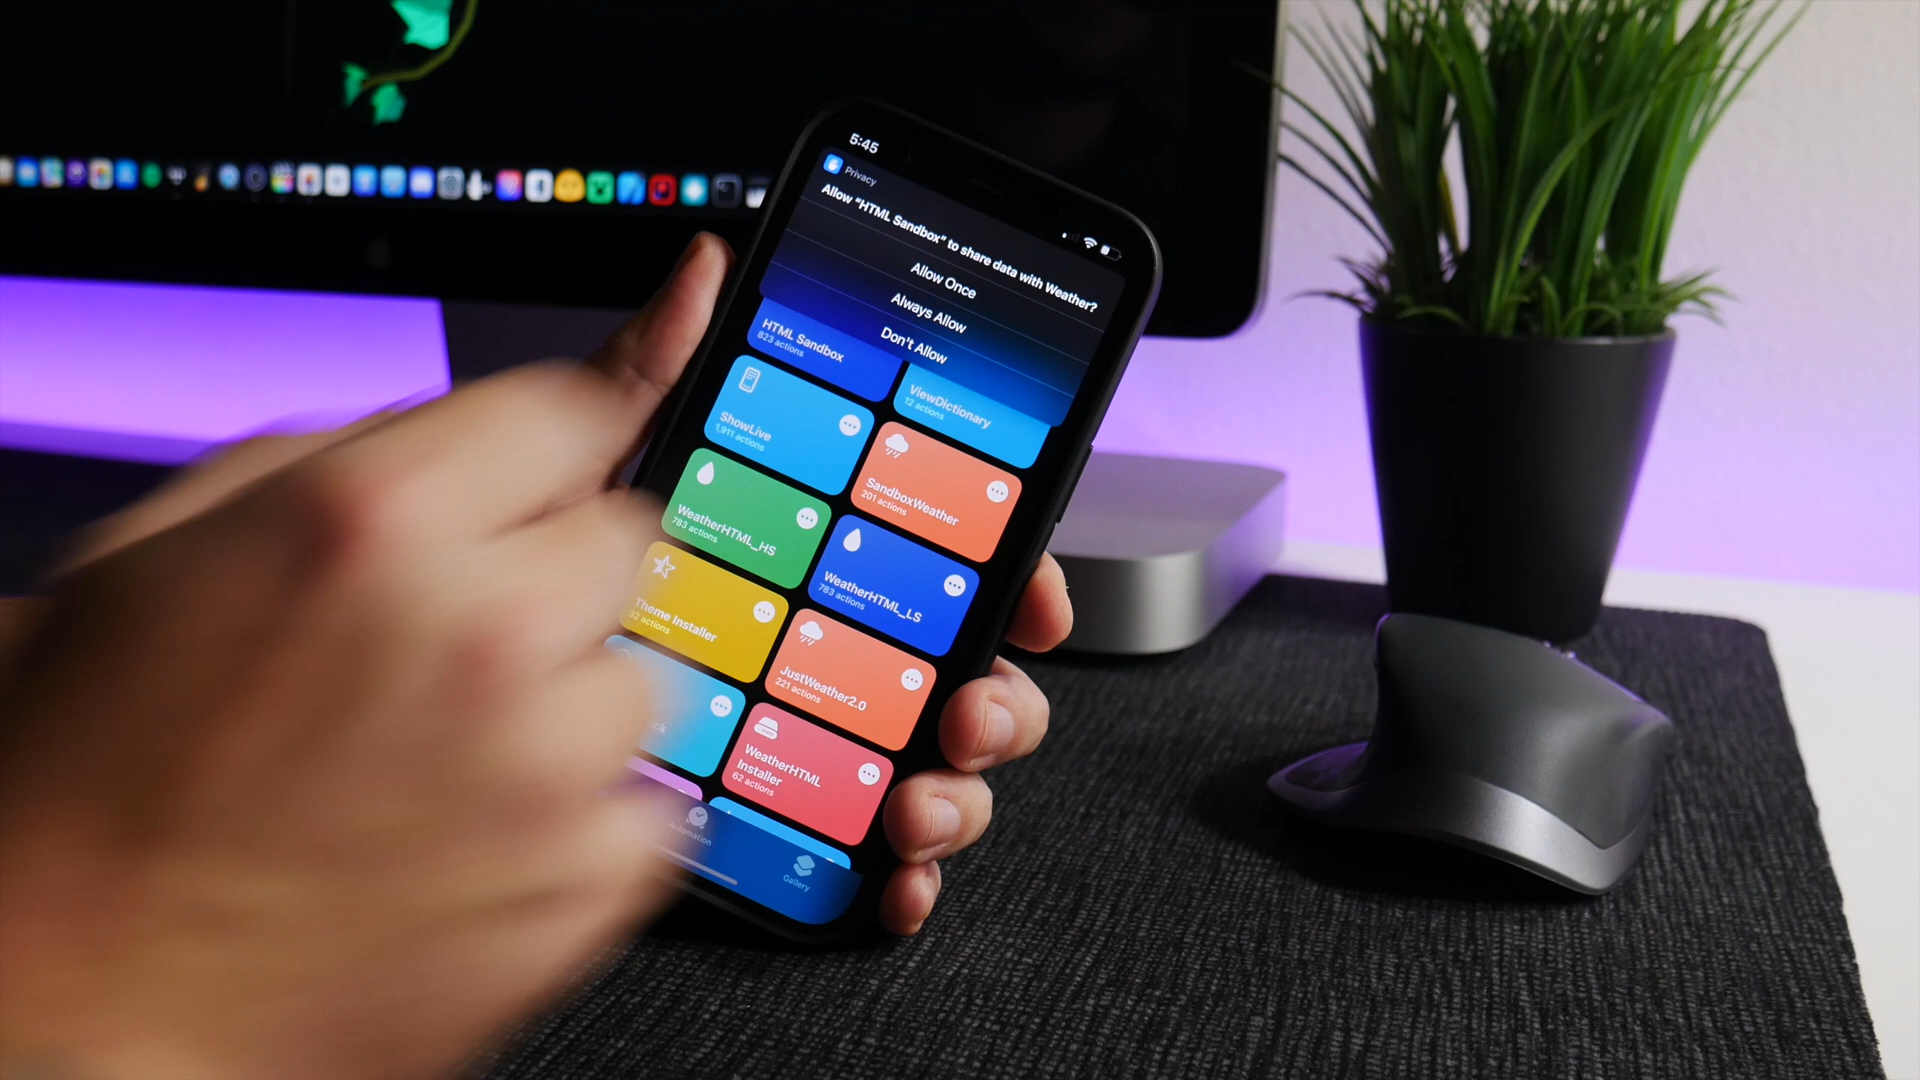 5:45
Privacy
Allow "HTML Sandbox" to share data with Weather?
Allow Once
Always Allow
Don't Allow
HTML Sandbox
823 actions
ViewDictionary
12 actions
ShowLive
1,911 actions
SandboxWeather
201 actions
WeatherHTML_HS
783 actions
WeatherHTML_LS
783 actions
Theme Installer
32 actions
JustWeather2.0
221 actions
WeatherHTML
Installer
62 actions
Automation
Gallery